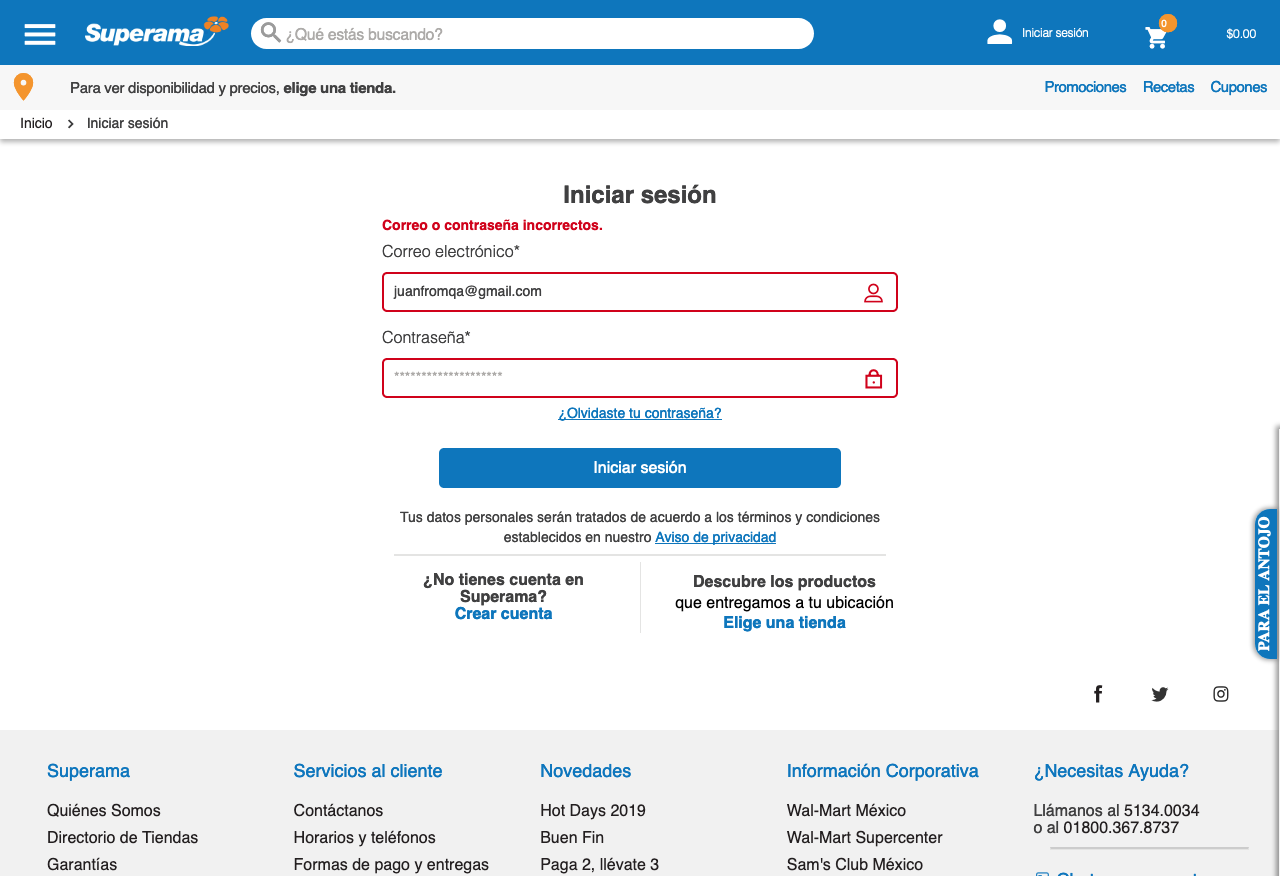 Superama
¿Qué estás buscando?
Iniciar sesión
0
$0.00
Para ver disponibilidad y precios, elige una tienda.
Promociones Recetas Cupones
Inicio > Iniciar sesión
Iniciar sesión
Correo o contraseña incorrectos.
Correo electrónico*
juanfromqa@gmail.com
Contraseña*
********************
¿Olvidaste tu contraseña?
Iniciar sesión
Tus datos personales serán tratados de acuerdo a los términos y condiciones
establecidos en nuestro Aviso de privacidad
¿No tienes cuenta en
Superama?
Crear cuenta
Descubre los productos
que entregamos a tu ubicación
Elige una tienda
PARA EL ANTOJO
Superama
Quiénes Somos
Directorio de Tiendas
Garantías
Servicios al cliente
Contáctanos
Horarios y teléfonos
Formas de pago y entregas
Novedades
Hot Days 2019
Buen Fin
Paga 2, llévate 3
Información Corporativa
Wal-Mart México
Wal-Mart Supercenter
Sam's Club México
¿Necesitas Ayuda?
Llámanos al 5134.0034
o al 01800.367.8737